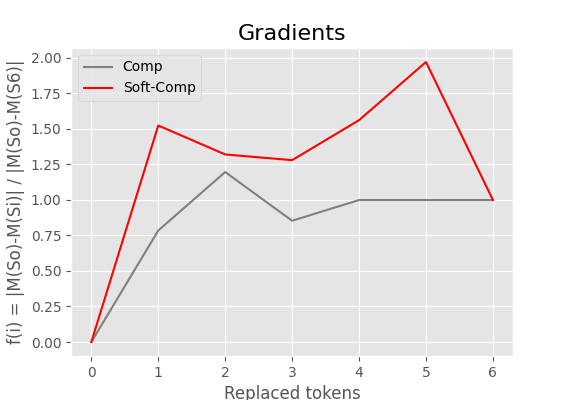 Gradients
Comp
Soft-Comp
f(i) = |M(So)-M(Si)| / |M(So)-M(S6)|
2.00
1.75
1.50
1.25
1.00
0.75
0.50
0.25
0.00
0 1 2 3 4 5 6
Replaced tokens